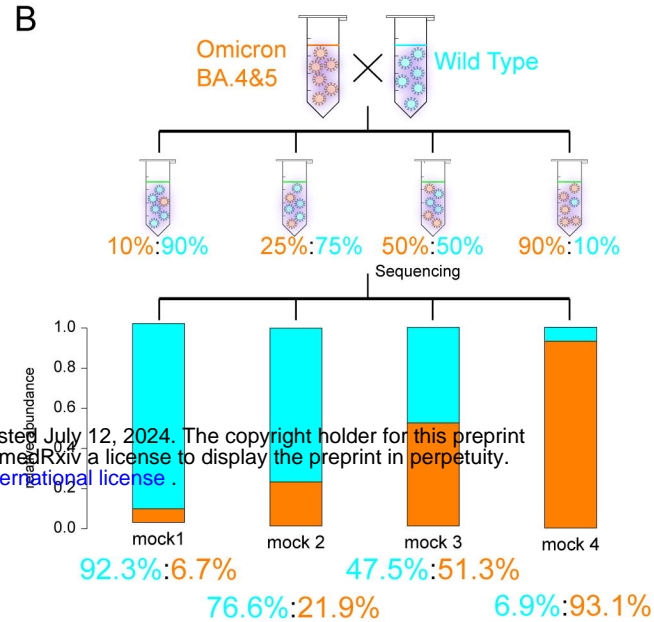 B
Omicron
BA.4&5
Wild Type
10%:90%
25%:75%
50%:50%
90%:10%
Sequencing
1.0
0.8
0.6
0.4
0.2
0.0
relative abundance
sted July 12, 2024. The copyright holder for this preprint
medRxiv a license to display the preprint in perpetuity.
ernational license .
mock1
mock 2
mock 3
mock 4
92.3%:6.7%
47.5%:51.3%
76.6%:21.9%
6.9%:93.1%